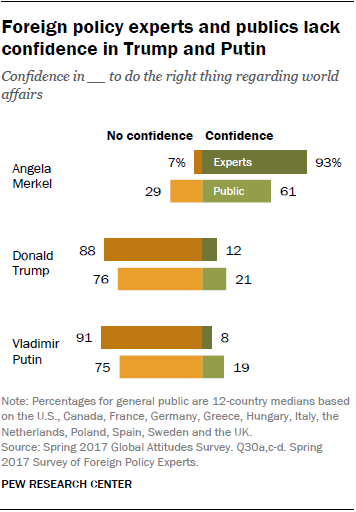 Foreign policy experts and publics lack
confidence in Trump and Putin
Confidence in __ to do the right thing regarding world
affairs
No confidence Confidence
Angela
Merkel
7% Experts 93%
29 Public 61
Donald
Trump
88 12
76 21
Vladimir
Putin
91 8
75 19
Note: Percentages for general public are 12-country medians based
on the U.S., Canada, France, Germany, Greece, Hungary, Italy, the
Netherlands, Poland, Spain, Sweden and the UK.
Source: Spring 2017 Global Attitudes Survey. Q30a,c-d. Spring
2017 Survey of Foreign Policy Experts.
PEW RESEARCH CENTER